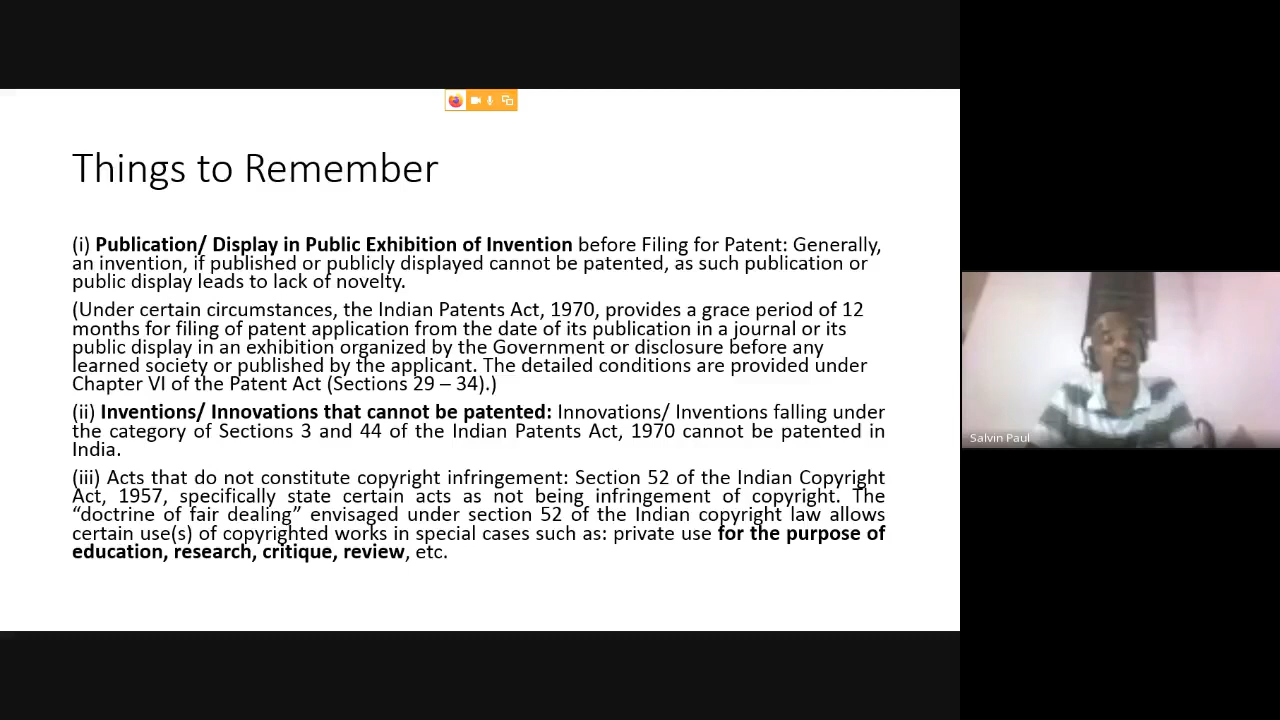 Things to Remember
(i) Publication/ Display in Public Exhibition of Invention before Filing for Patent: Generally,
an invention, if published or publicly displayed cannot be patented, as such publication or
public display leads to lack of novelty.
(Under certain circumstances, the Indian Patents Act, 1970, provides a grace period of 12
months for filing of patent application from the date of its publication in a journal or its
public display in an exhibition organized by the Government or disclosure before any
learned society or published by the applicant. The detailed conditions are provided under
Chapter VI of the Patent Act (Sections 29 – 34).)
(ii) Inventions/ Innovations that cannot be patented: Innovations/ Inventions falling under
the category of Sections 3 and 44 of the Indian Patents Act, 1970 cannot be patented in
India.
(iii) Acts that do not constitute copyright infringement: Section 52 of the Indian Copyright
Act, 1957, specifically state certain acts as not being infringement of copyright. The
“doctrine of fair dealing” envisaged under section 52 of the Indian copyright law allows
certain use(s) of copyrighted works in special cases such as: private use for the purpose of
education, research, critique, review, etc.
Salvin Paul